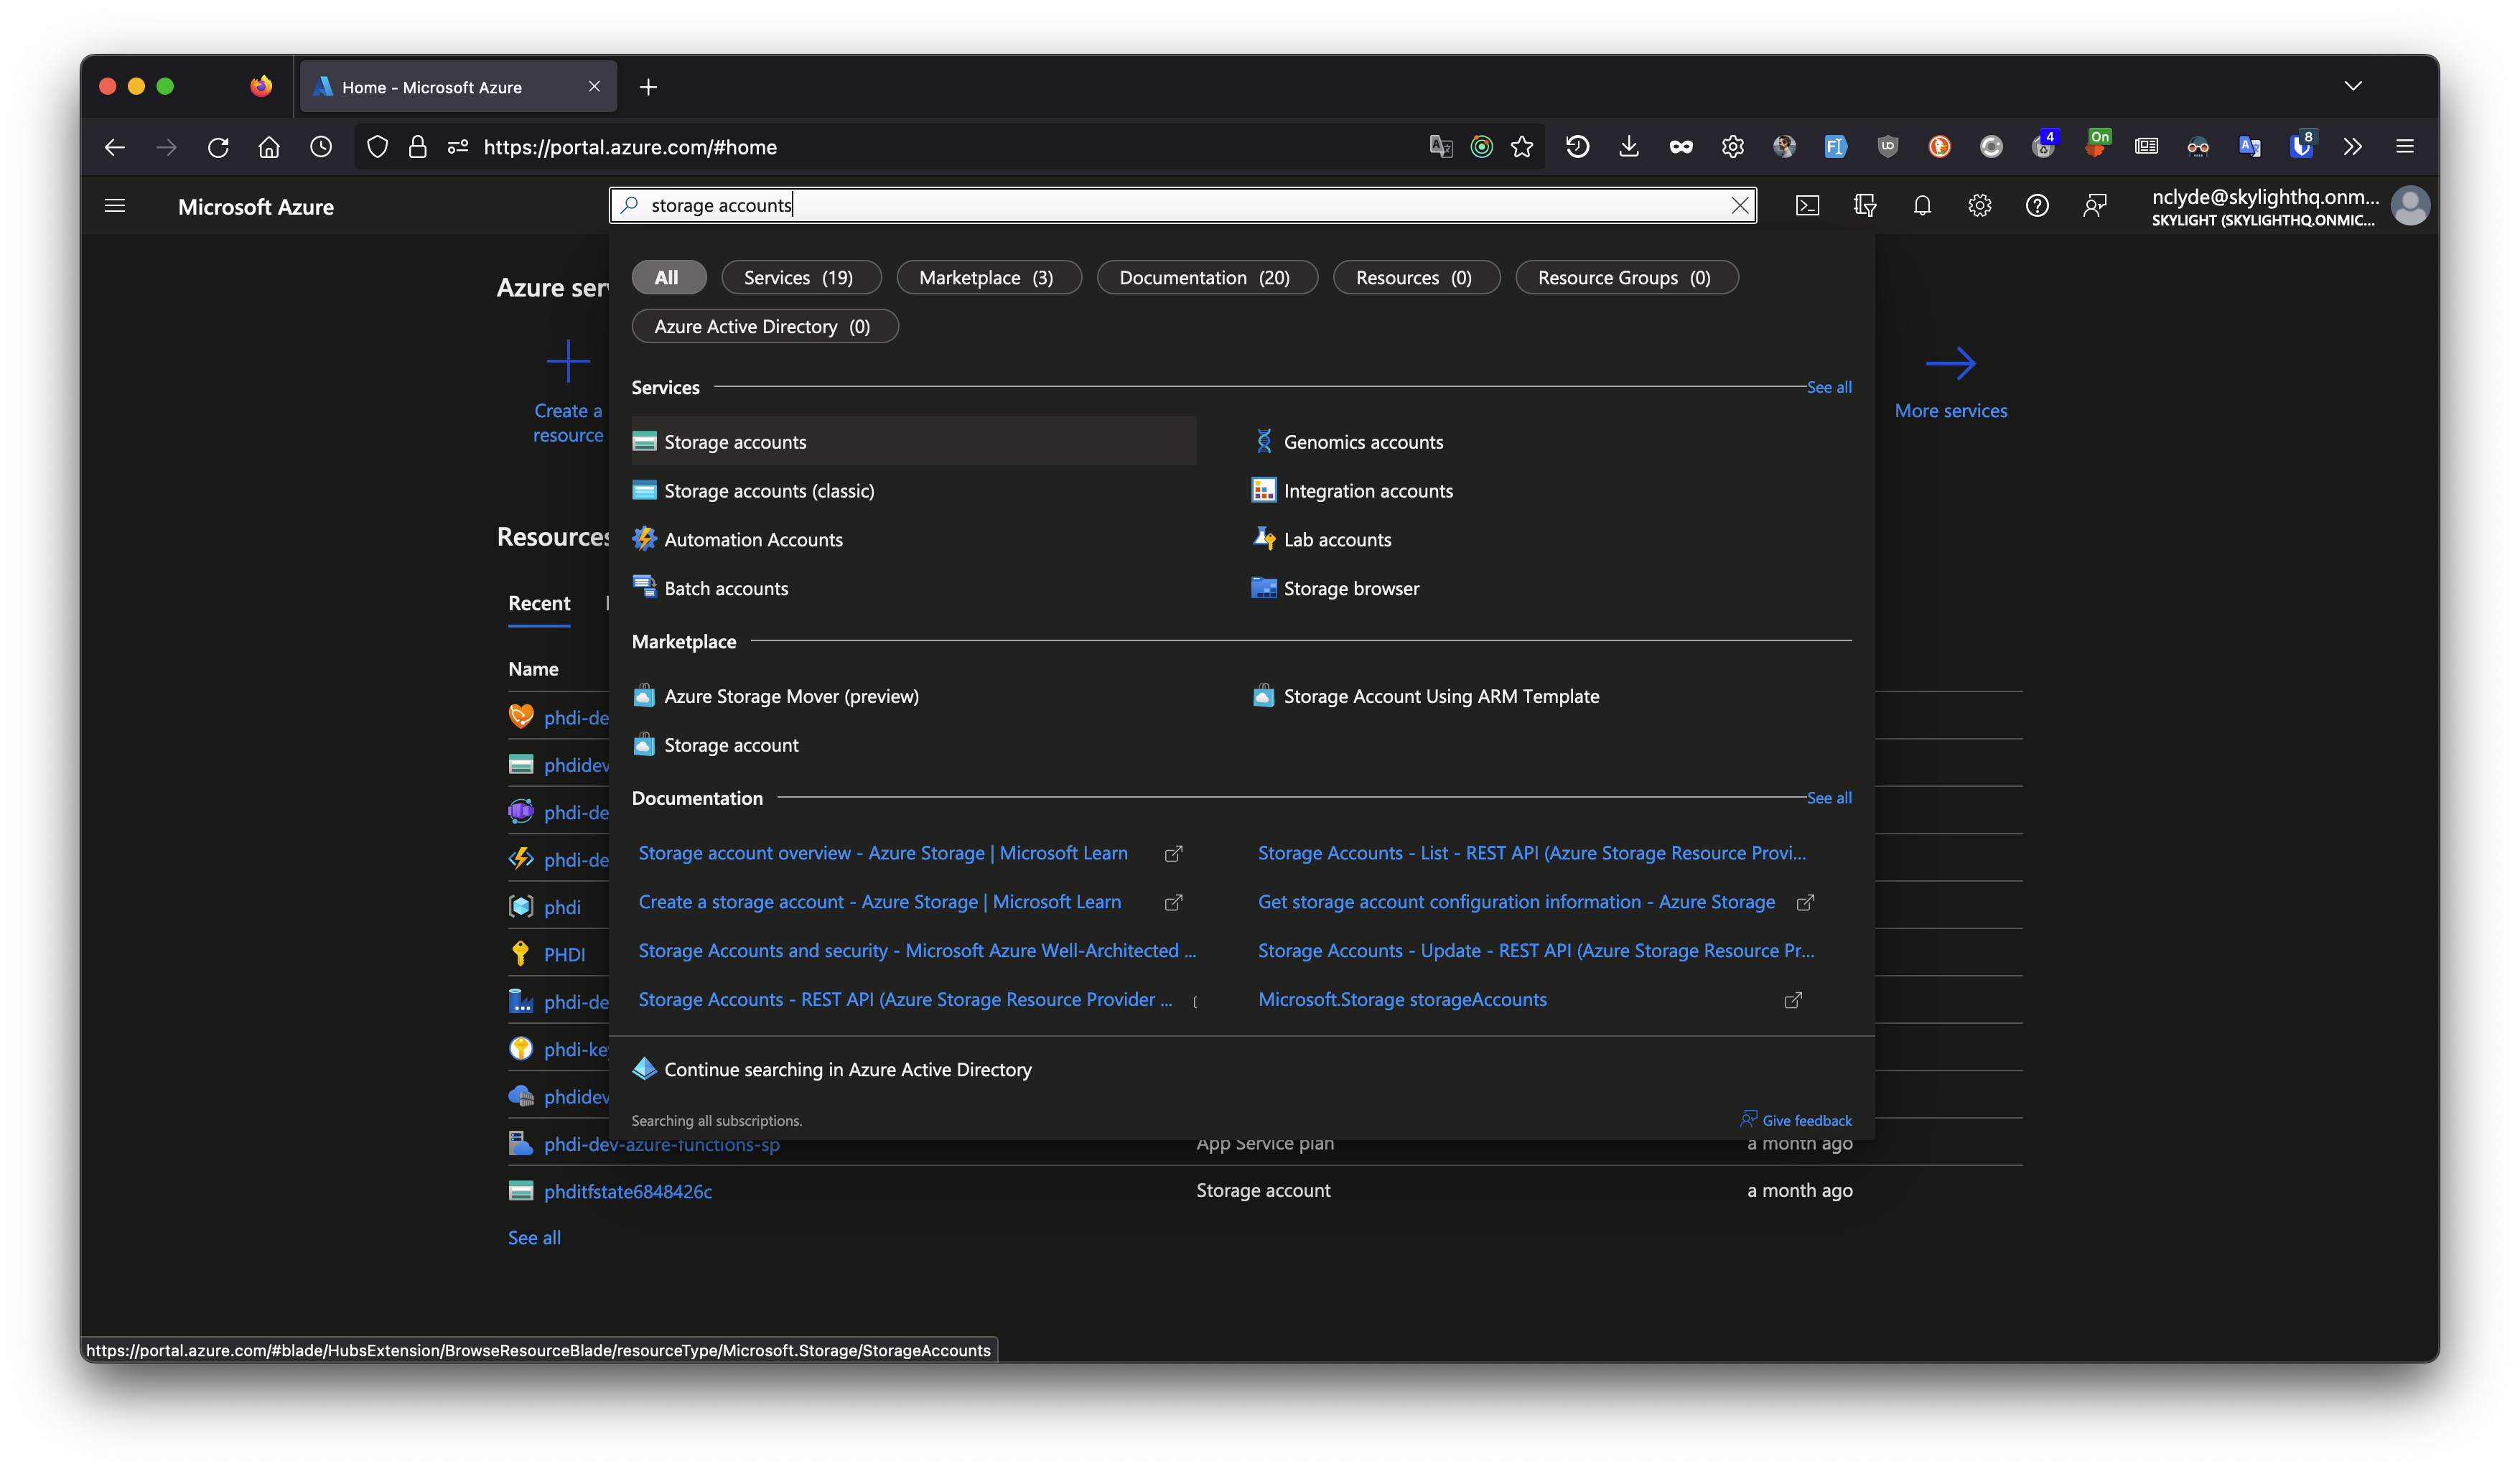 Home - Microsoft Azure
https://portal.azure.com/#home
4
On
8
Microsoft Azure
storage accounts
nclyde@skylighthq.onm...
SKYLIGHT (SKYLIGHTHQ.ONMIC...
All
Services (19)
Marketplace (3)
Documentation (20)
Resources (0)
Resource Groups (0)
Azure Active Directory (0)
Azure ser
Create a
resource
More services
Services
See all
Storage accounts
Genomics accounts
Storage accounts (classic)
Integration accounts
Automation Accounts
Lab accounts
Batch accounts
Storage browser
Resources
Recent
Name
Marketplace
Azure Storage Mover (preview)
Storage Account Using ARM Template
Storage account
Documentation
See all
Storage account overview - Azure Storage | Microsoft Learn
Storage Accounts - List - REST API (Azure Storage Resource Provi...
Create a storage account - Azure Storage | Microsoft Learn
Get storage account configuration information - Azure Storage
Storage Accounts and security - Microsoft Azure Well-Architected ...
Storage Accounts - Update - REST API (Azure Storage Resource Pr...
Storage Accounts - REST API (Azure Storage Resource Provider ...
Microsoft.Storage storageAccounts
Continue searching in Azure Active Directory
Searching all subscriptions.
Give feedback
phdi-de
phdidev
phdi-de
phdi-de
phdi
PHDI
phdi-de
phdi-ke
phdidev
phdi-dev-azure-functions-sp
App Service plan
a month ago
phditfstate6848426c
Storage account
a month ago
See all
https://portal.azure.com/#blade/HubsExtension/BrowseResourceBlade/resourceType/Microsoft.Storage/StorageAccounts